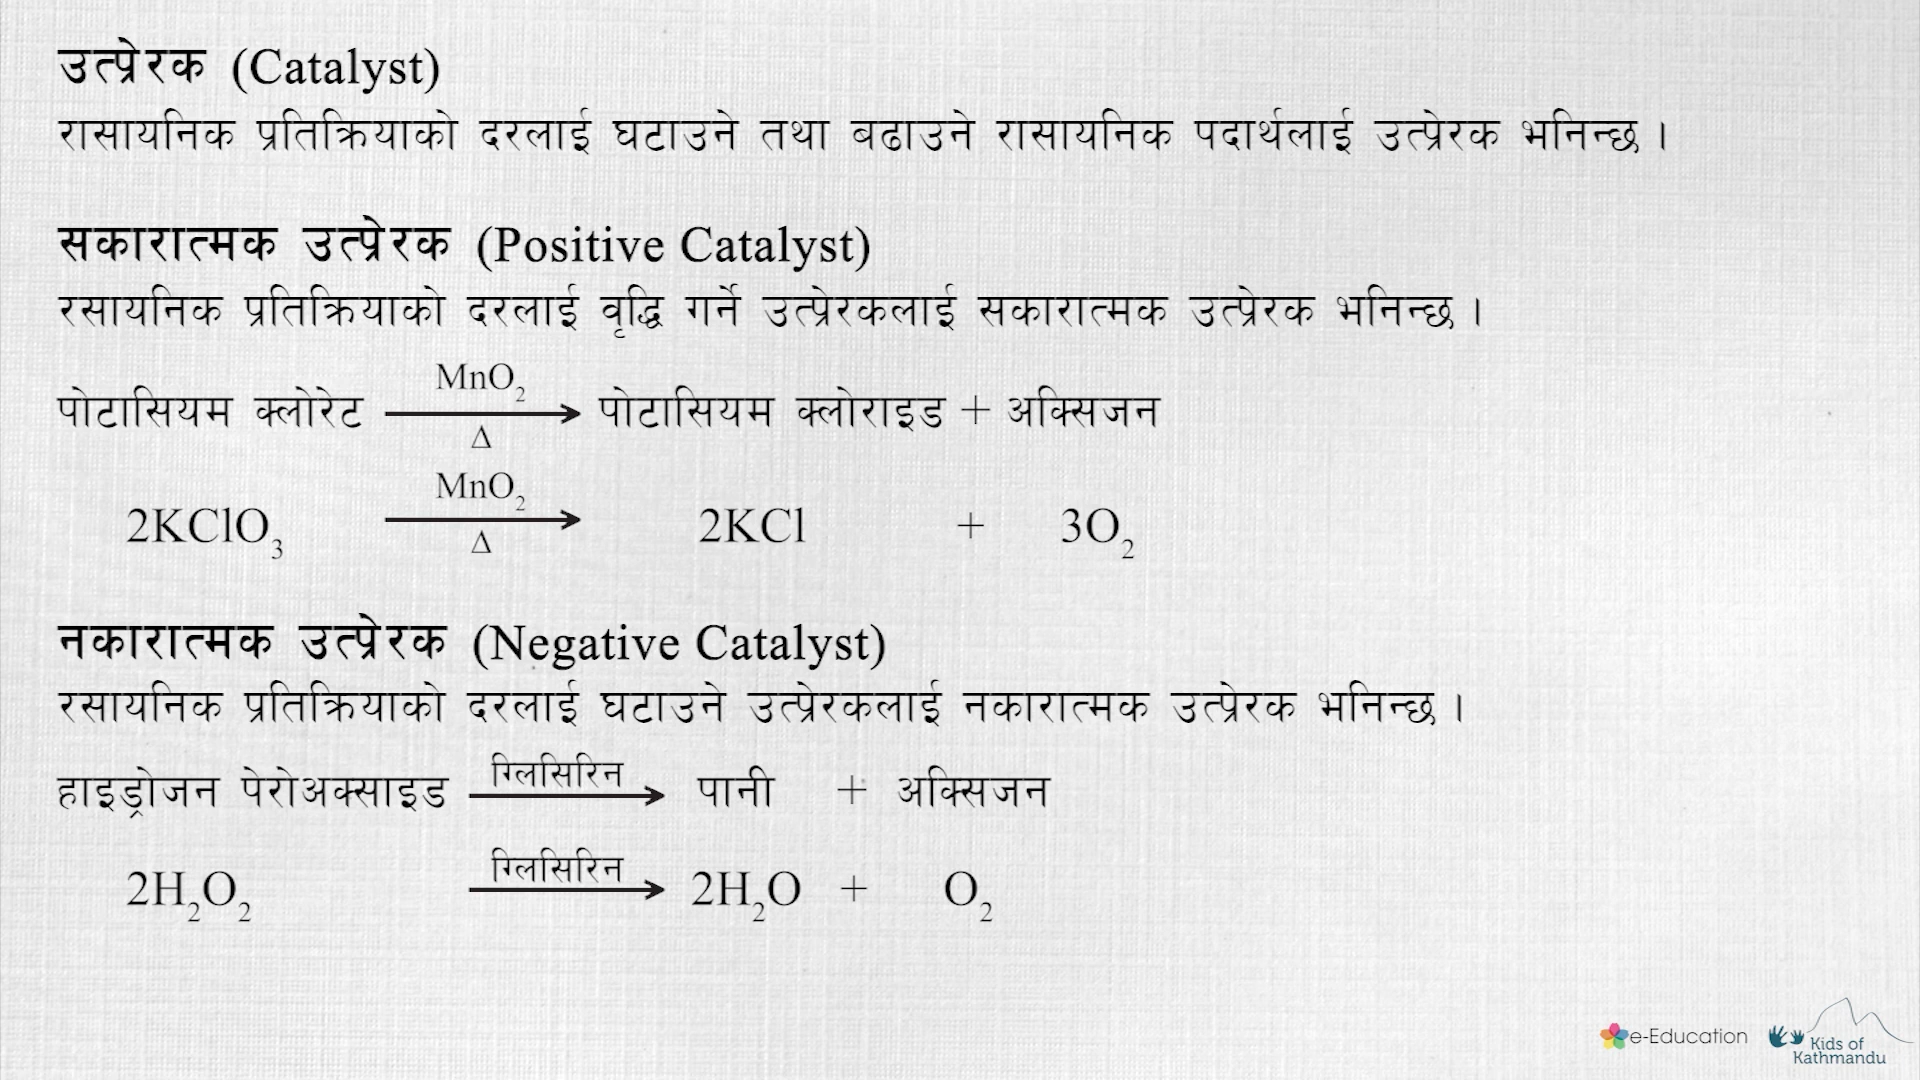 उत्प्रेरक (Catalyst)
रासायनिक प्रतिक्रियाको दरलाई घटाउने तथा बढाउने रासायनिक पदार्थलाई उत्प्रेरक भनिन्छ ।
सकारात्मक उत्प्रेरक (Positive Catalyst)
रसायनिक प्रतिक्रियाको दरलाई वृद्धि गर्ने उत्प्रेरकलाई सकारात्मक उत्प्रेरक भनिन्छ ।
MnO₂
पोटासियम क्लोरेट ⟶ पोटासियम क्लोराइड + अक्सिजन
Δ
MnO₂
2KClO₃ ⟶ 2KCl + 3O₂
Δ
नकारात्मक उत्प्रेरक (Negative Catalyst)
रसायनिक प्रतिक्रियाको दरलाई घटाउने उत्प्रेरकलाई नकारात्मक उत्प्रेरक भनिन्छ ।
ग्लिसिरिन
हाइड्रोजन पेरोअक्साइड ⟶ पानी + अक्सिजन
ग्लिसिरिन
2H₂O₂ ⟶ 2H₂O + O₂
e-Education
Kids of
Kathmandu